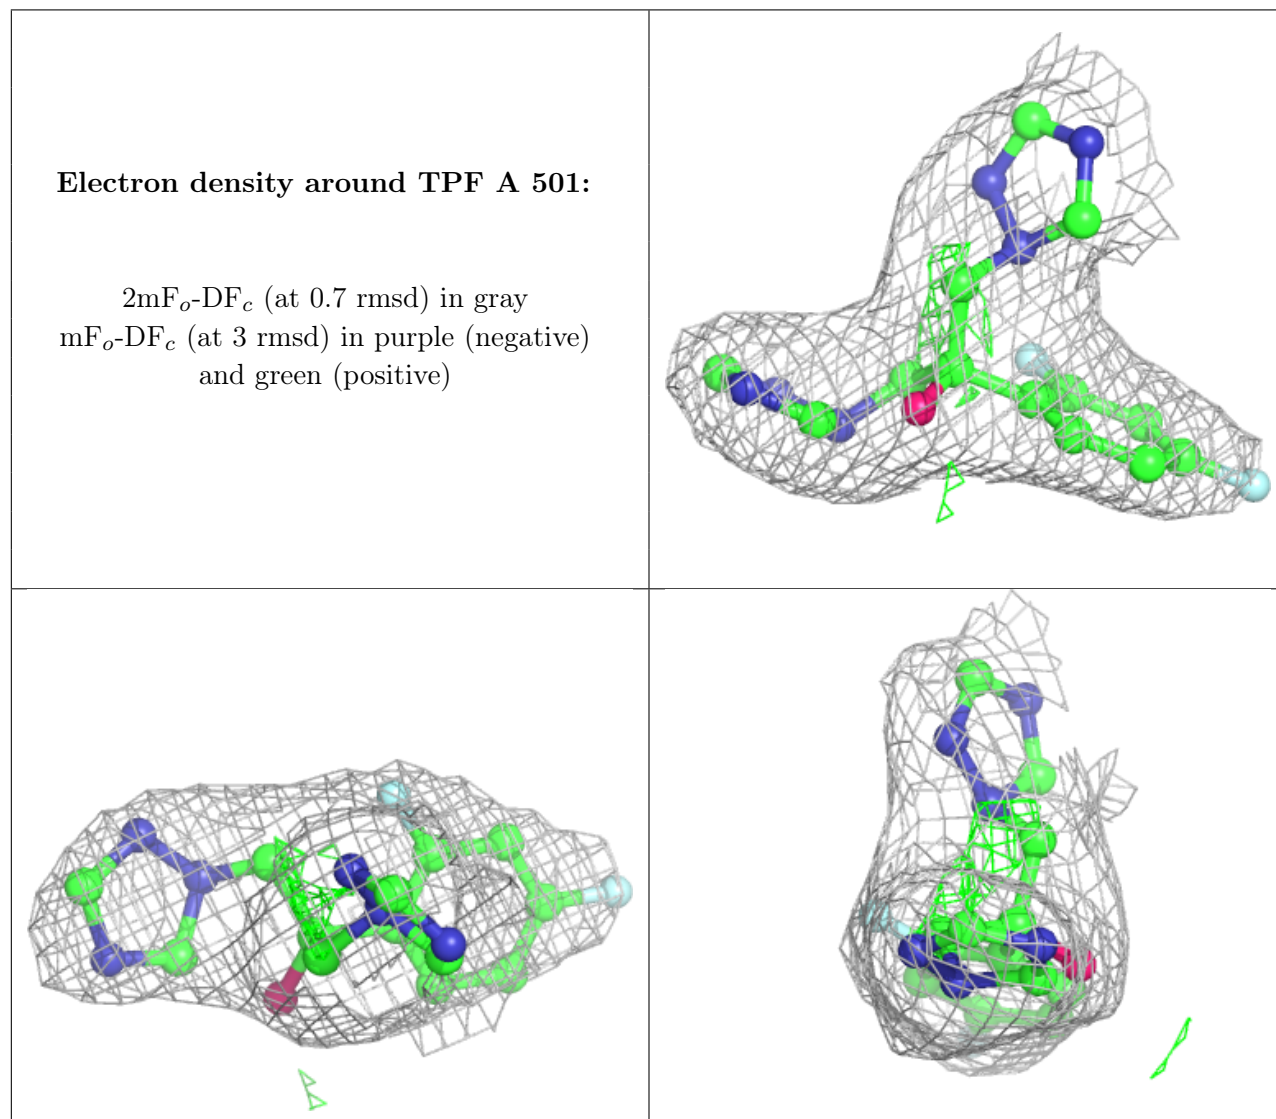 Electron density around TPF A 501:
2mFo-DFc (at 0.7 rmsd) in gray
mFo-DFc (at 3 rmsd) in purple (negative)
and green (positive)